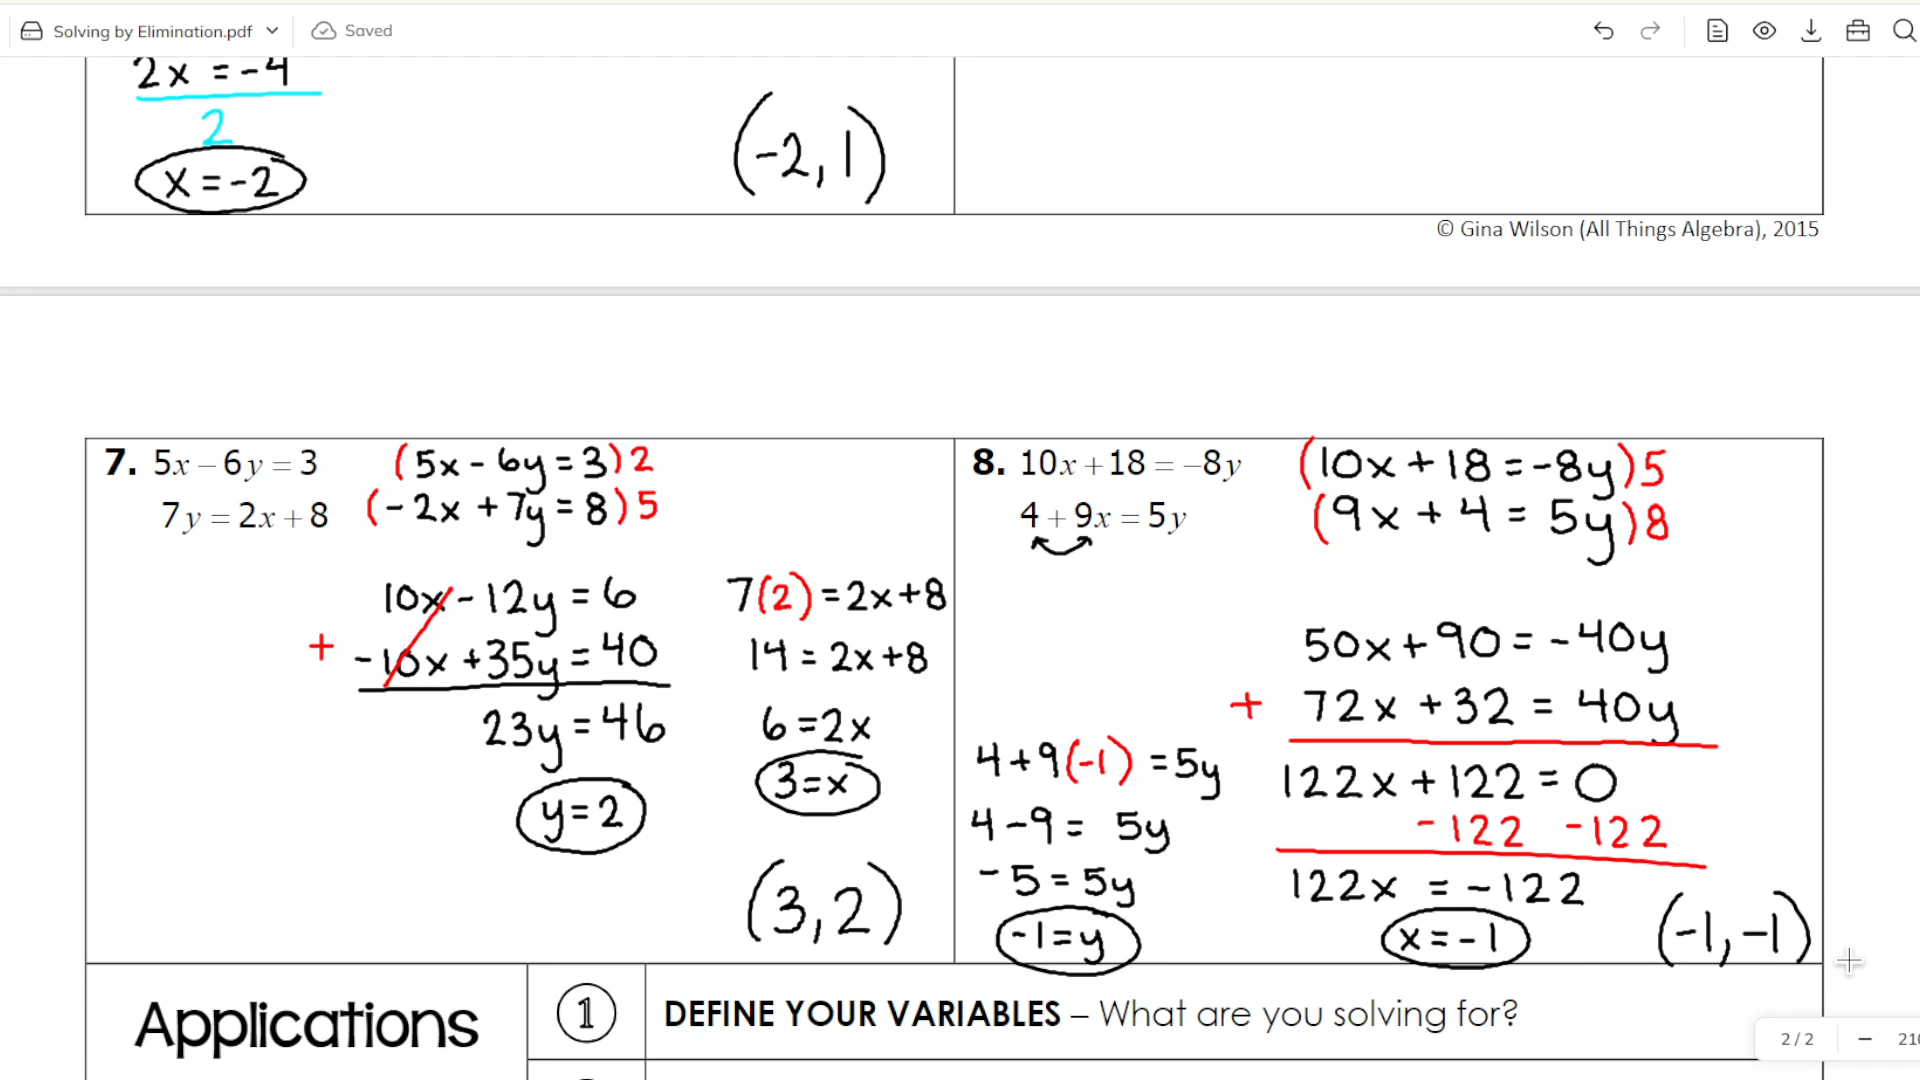 Solving by Elimination.pdf
Saved
2x = -4
2
x = -2
(-2, 1)
© Gina Wilson (All Things Algebra), 2015
7. 5x – 6y = 3
7y = 2x + 8
(5x - 6y = 3)2
(-2x + 7y = 8)5
10x - 12y = 6
+ -10x + 35y = 40
23y = 46
y = 2
7(2) = 2x+8
14 = 2x+8
6 = 2x
3 = x
(3, 2)
8. 10x + 18 = –8y
4 + 9x = 5y
(10x + 18 = -8y)5
(9x + 4 = 5y)8
50x + 90 = -40y
+ 72x + 32 = 40y
122x + 122 = 0
-122 -122
122x = -122
x = -1
4+9(-1) = 5y
4-9 = 5y
-5 = 5y
-1 = y
(-1, -1)
Applications
1 DEFINE YOUR VARIABLES – What are you solving for?
2 / 2